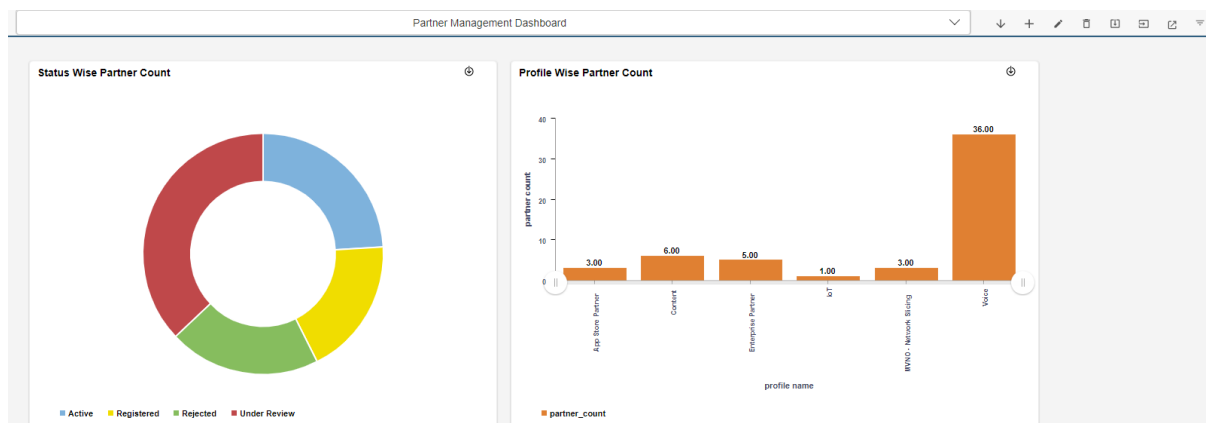 Partner Management Dashboard
Status Wise Partner Count
Active Registered Rejected Under Review
Profile Wise Partner Count
partner count
40
30
20
10
0
3.00
6.00
5.00
1.00
3.00
36.00
App Store Partner
Content
Enterprise Partner
IoT
MVNO - Network Slicing
Voice
profile name
partner_count